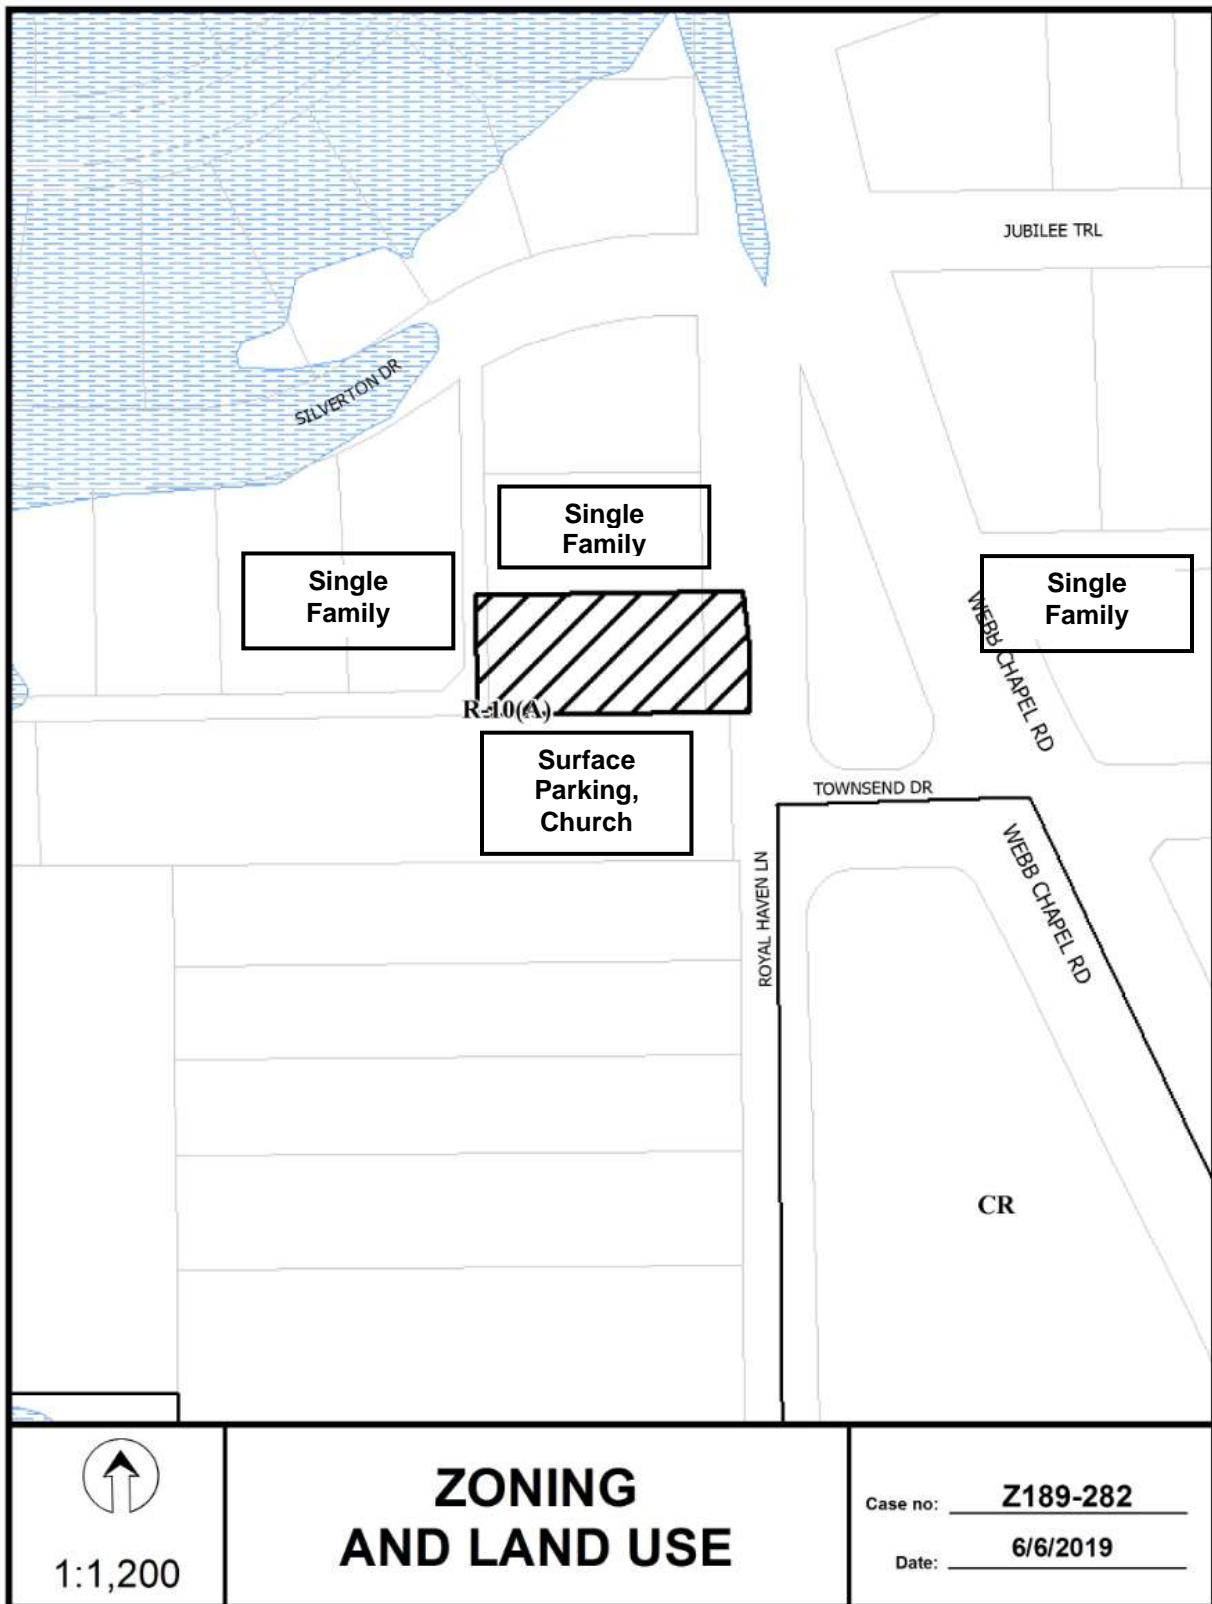 JUBILEE TRL
SILVERTON DR
Single
Family
Single
Family
Single
Family
WEBB CHAPEL RD
R-10(A)
Surface
Parking,
Church
TOWNSEND DR
WEBB CHAPEL RD
ROYAL HAVEN LN
CR
1:1,200
ZONING
AND LAND USE
Case no: Z189-282
Date: 6/6/2019